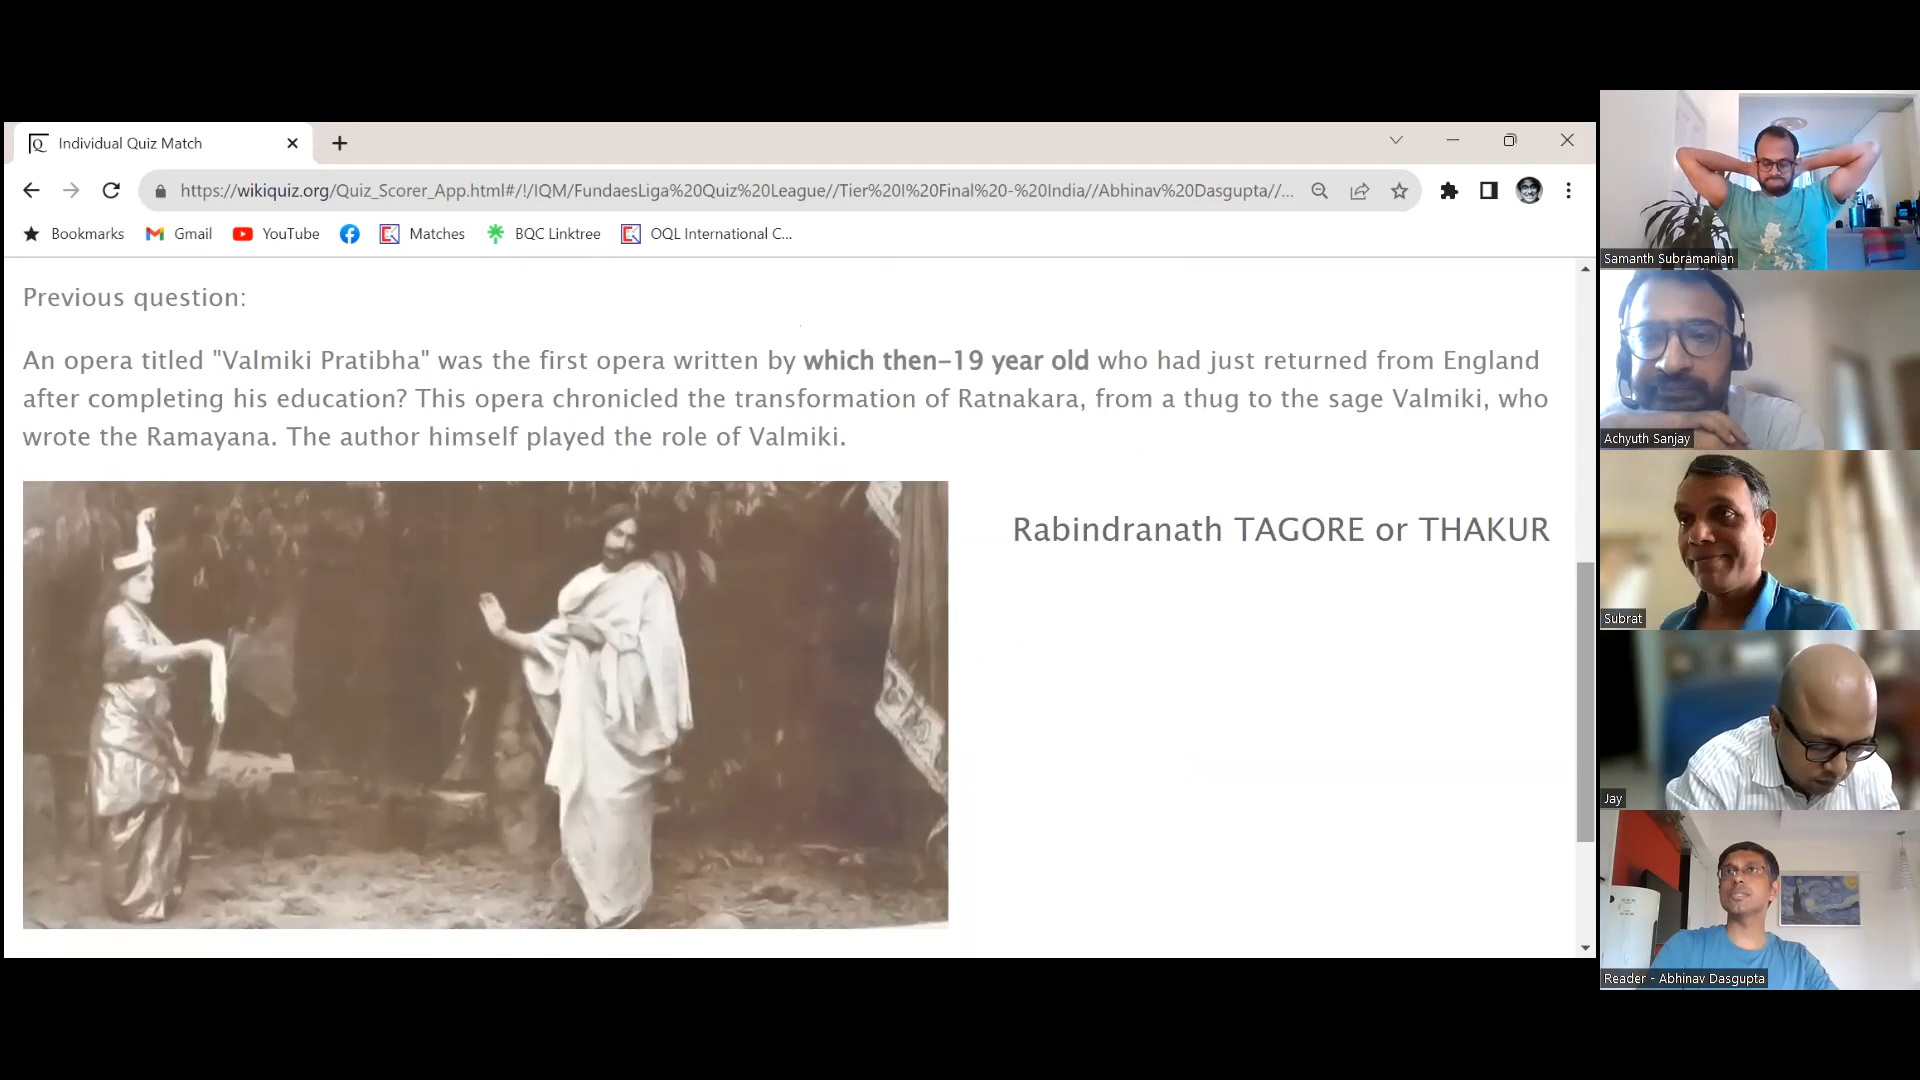 Individual Quiz Match
https://wikiquiz.org/Quiz_Scorer_App.html#/!/IQM/FundaesLiga%20Quiz%20League//Tier%20I%20Final%20-%20India//Abhinav%20Dasgupta//...
Bookmarks Gmail YouTube Matches BQC Linktree OQL International C...
Previous question:
An opera titled "Valmiki Pratibha" was the first opera written by which then-19 year old who had just returned from England
after completing his education? This opera chronicled the transformation of Ratnakara, from a thug to the sage Valmiki, who
wrote the Ramayana. The author himself played the role of Valmiki.
Rabindranath TAGORE or THAKUR
Samanth Subramanian
Achyuth Sanjay
Subrat
Jay
Reader - Abhinav Dasgupta